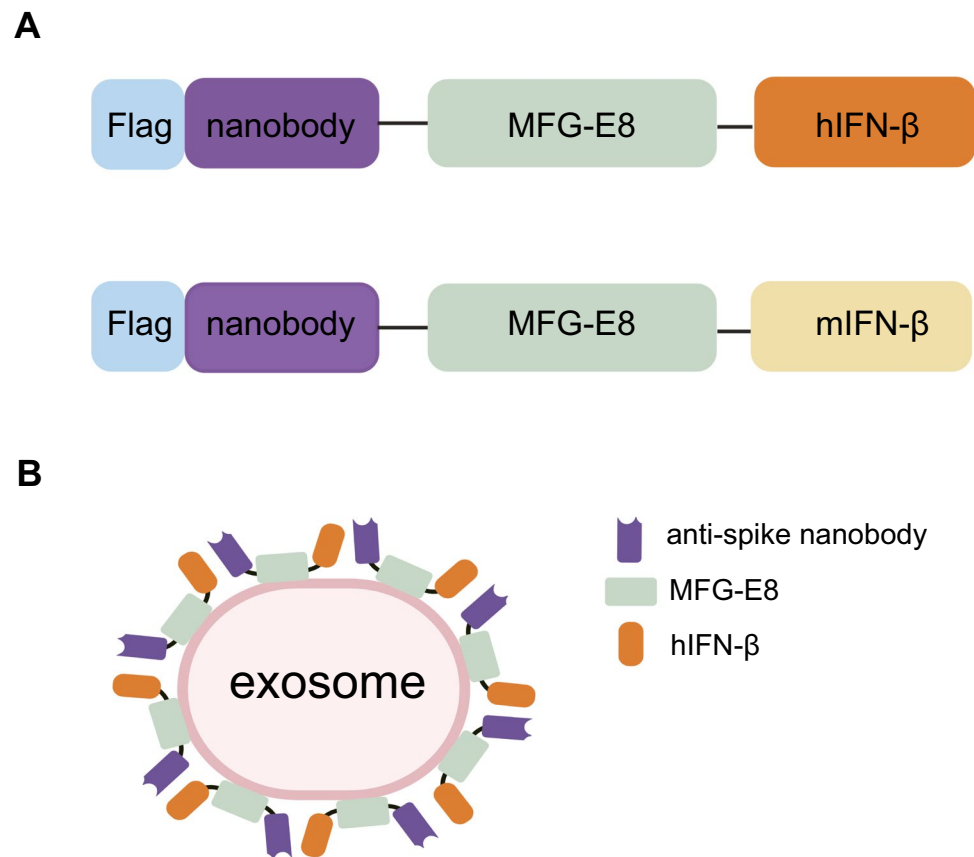 A
Flag nanobody MFG-E8 hIFN-β
Flag nanobody MFG-E8 mIFN-β
B
exosome
anti-spike nanobody
MFG-E8
hIFN-β